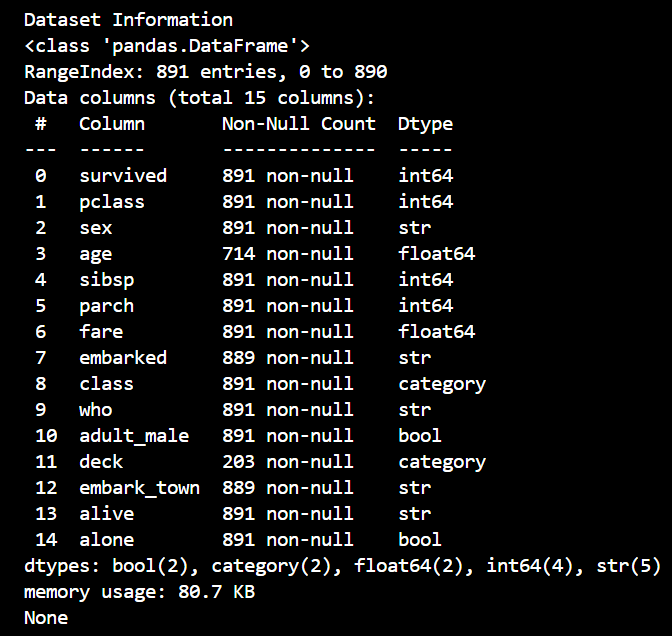 Dataset Information
<class 'pandas.DataFrame'>
RangeIndex: 891 entries, 0 to 890
Data columns (total 15 columns):
 #   Column       Non-Null Count  Dtype
---  ------       --------------  -----
 0   survived     891 non-null    int64
 1   pclass       891 non-null    int64
 2   sex          891 non-null    str
 3   age          714 non-null    float64
 4   sibsp        891 non-null    int64
 5   parch        891 non-null    int64
 6   fare         891 non-null    float64
 7   embarked     889 non-null    str
 8   class        891 non-null    category
 9   who          891 non-null    str
 10  adult_male   891 non-null    bool
 11  deck         203 non-null    category
 12  embark_town  889 non-null    str
 13  alive        891 non-null    str
 14  alone        891 non-null    bool
dtypes: bool(2), category(2), float64(2), int64(4), str(5)
memory usage: 80.7 KB
None